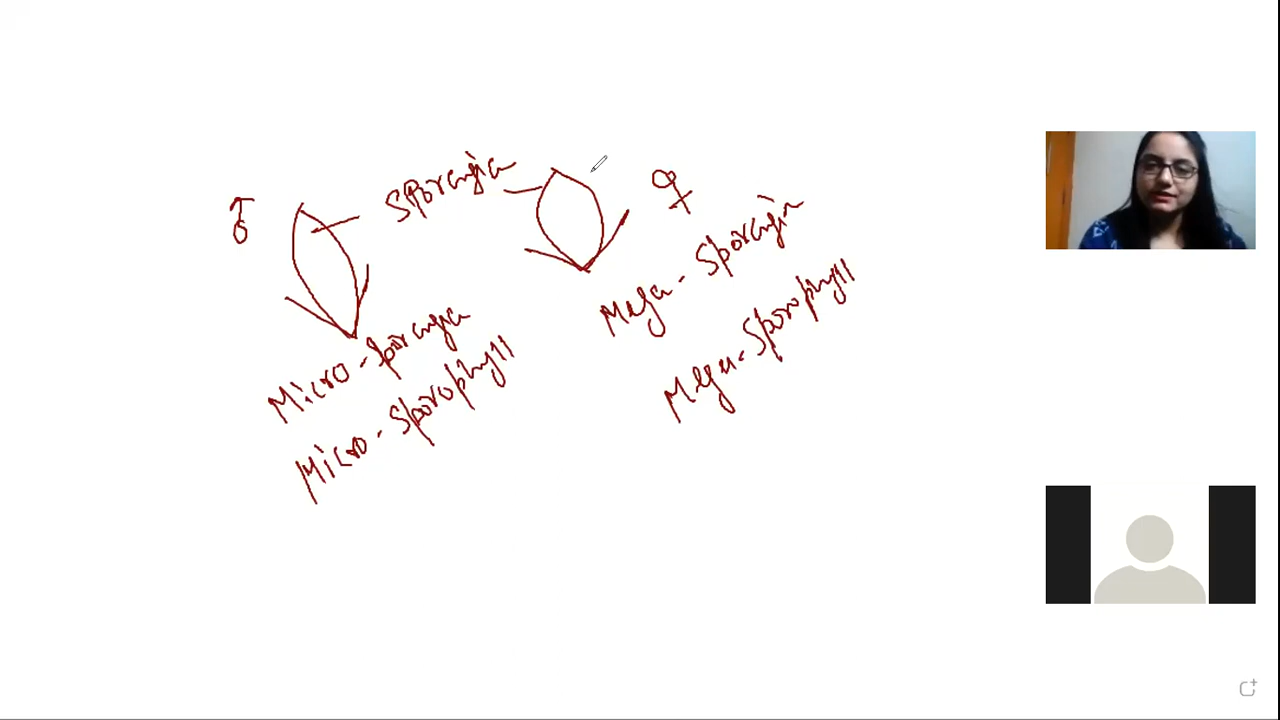 Sporangia
♂
♀
Micro-Sporangia
Micro-Sporophyll
Mega-Sporangia
Mega-Sporophyll